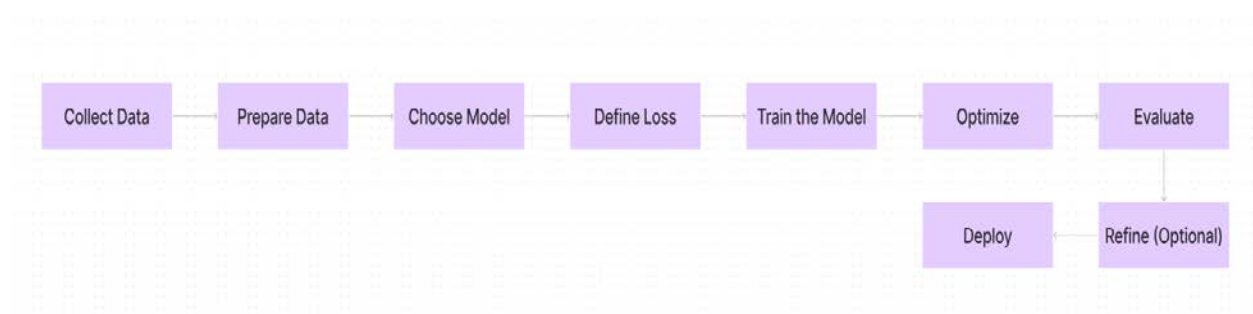 Collect Data
Prepare Data
Choose Model
Define Loss
Train the Model
Optimize
Evaluate
Deploy
Refine (Optional)